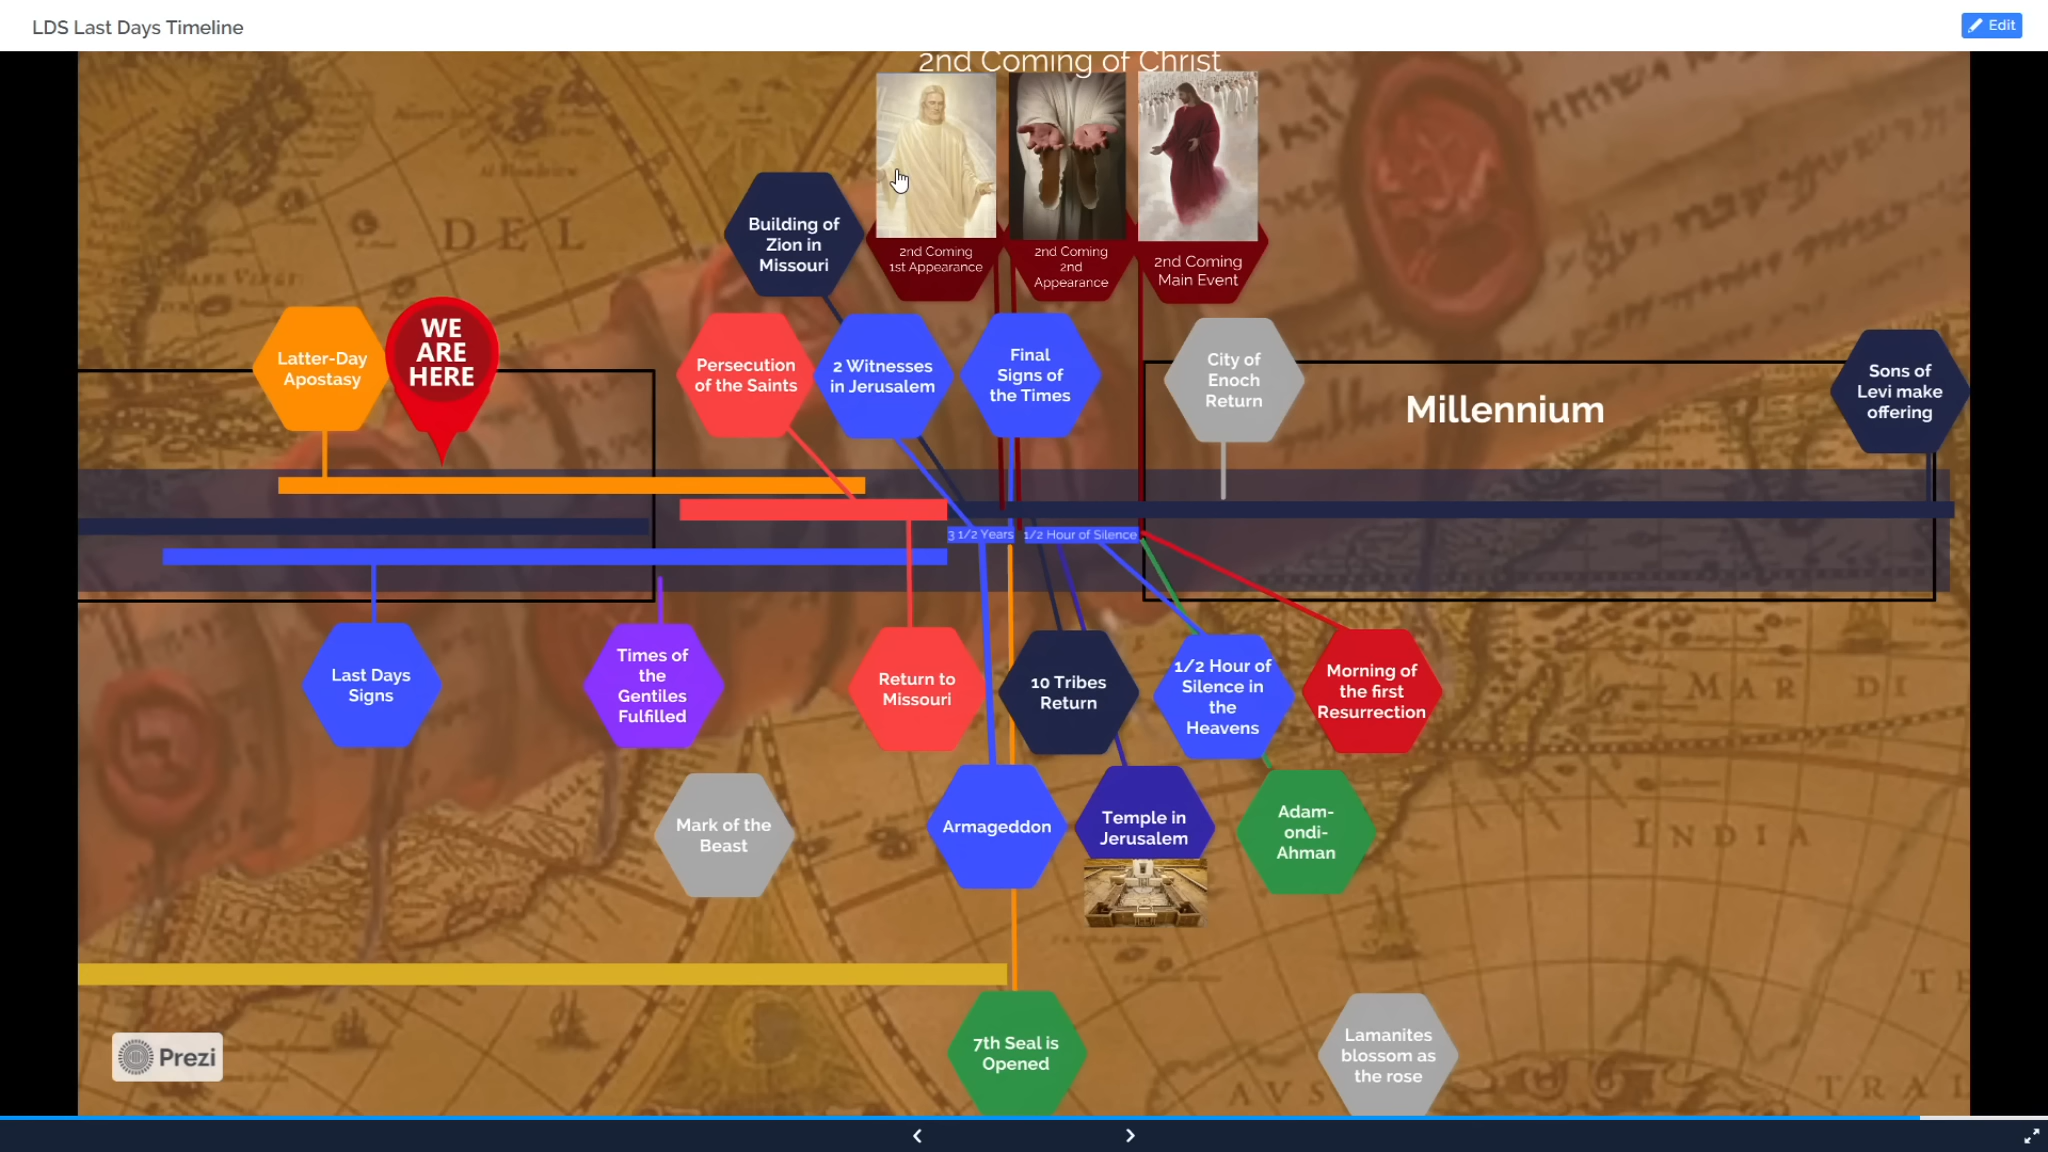 LDS Last Days Timeline
Edit
2nd Coming of Christ
DEL
Building of
Zion in
Missouri
2nd Coming
1st Appearance
2nd Coming
2nd
Appearance
2nd Coming
Main Event
Latter-Day
Apostasy
WE
ARE
HERE
Persecution
of the Saints
2 Witnesses
in Jerusalem
Final
Signs of
the Times
City of
Enoch
Return
Millennium
Sons of
Levi make
offering
3 1/2 Years
1/2 Hour of Silence
Last Days
Signs
Times of
the
Gentiles
Fulfilled
Return to
Missouri
10 Tribes
Return
1/2 Hour of
Silence in
the
Heavens
Morning of
the first
Resurrection
MAR DI
Mark of the
Beast
Armageddon
Temple in
Jerusalem
Adam-
ondi-
Ahman
INDIA
7th Seal is
Opened
Lamanites
blossom as
the rose
Prezi